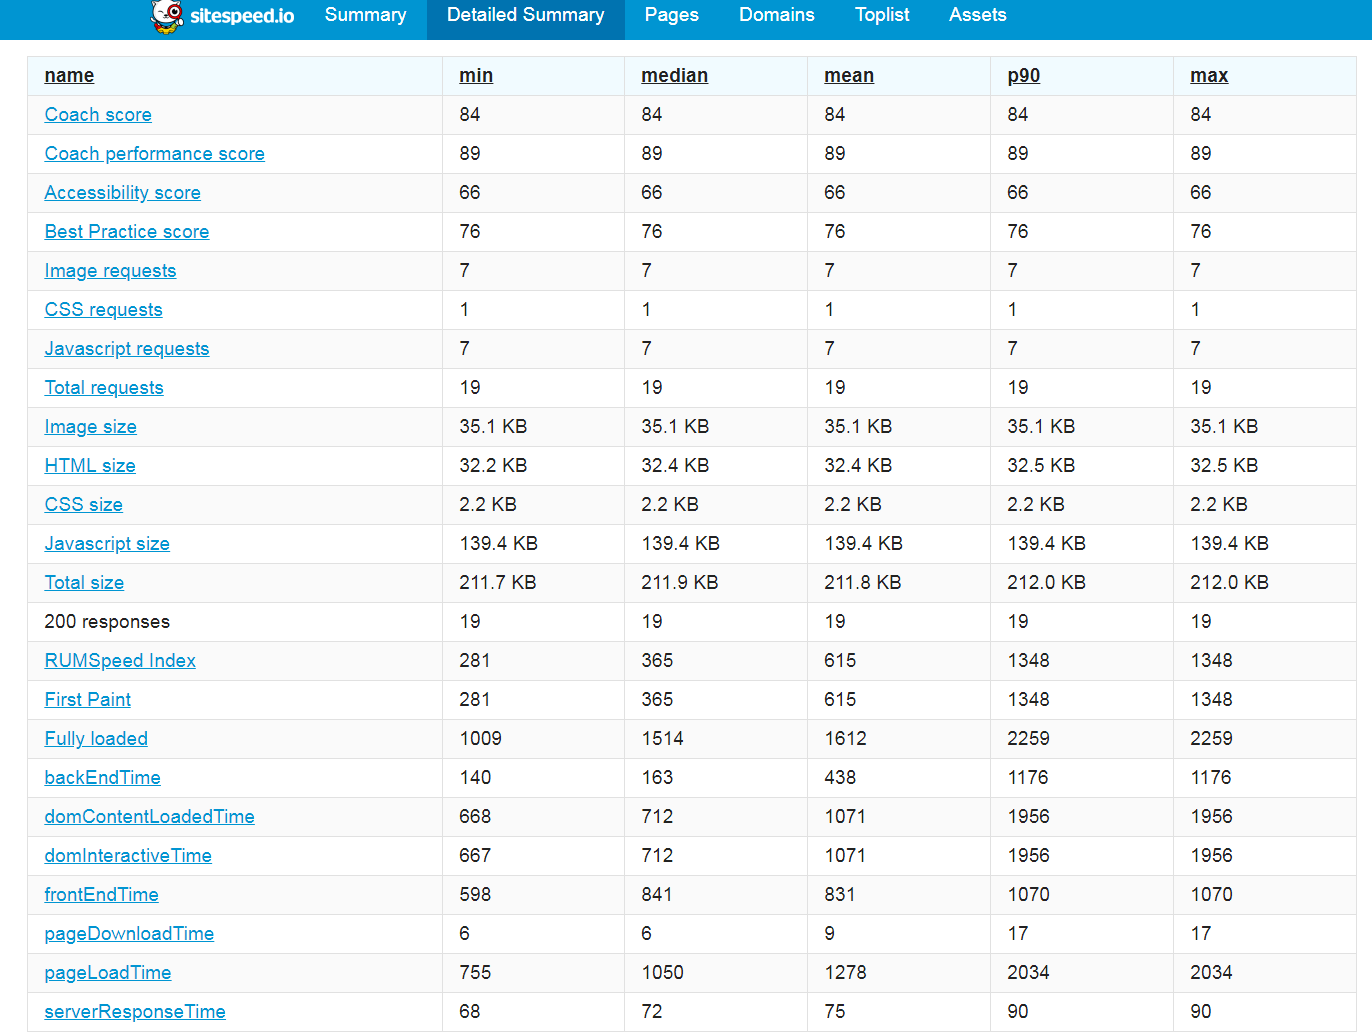 sitespeed.io Summary Detailed Summary Pages Domains Toplist Assets
name min median mean p90 max
Coach score 84 84 84 84 84
Coach performance score 89 89 89 89 89
Accessibility score 66 66 66 66 66
Best Practice score 76 76 76 76 76
Image requests 7 7 7 7 7
CSS requests 1 1 1 1 1
Javascript requests 7 7 7 7 7
Total requests 19 19 19 19 19
Image size 35.1 KB 35.1 KB 35.1 KB 35.1 KB 35.1 KB
HTML size 32.2 KB 32.4 KB 32.4 KB 32.5 KB 32.5 KB
CSS size 2.2 KB 2.2 KB 2.2 KB 2.2 KB 2.2 KB
Javascript size 139.4 KB 139.4 KB 139.4 KB 139.4 KB 139.4 KB
Total size 211.7 KB 211.9 KB 211.8 KB 212.0 KB 212.0 KB
200 responses 19 19 19 19 19
RUMSpeed Index 281 365 615 1348 1348
First Paint 281 365 615 1348 1348
Fully loaded 1009 1514 1612 2259 2259
backEndTime 140 163 438 1176 1176
domContentLoadedTime 668 712 1071 1956 1956
domInteractiveTime 667 712 1071 1956 1956
frontEndTime 598 841 831 1070 1070
pageDownloadTime 6 6 9 17 17
pageLoadTime 755 1050 1278 2034 2034
serverResponseTime 68 72 75 90 90